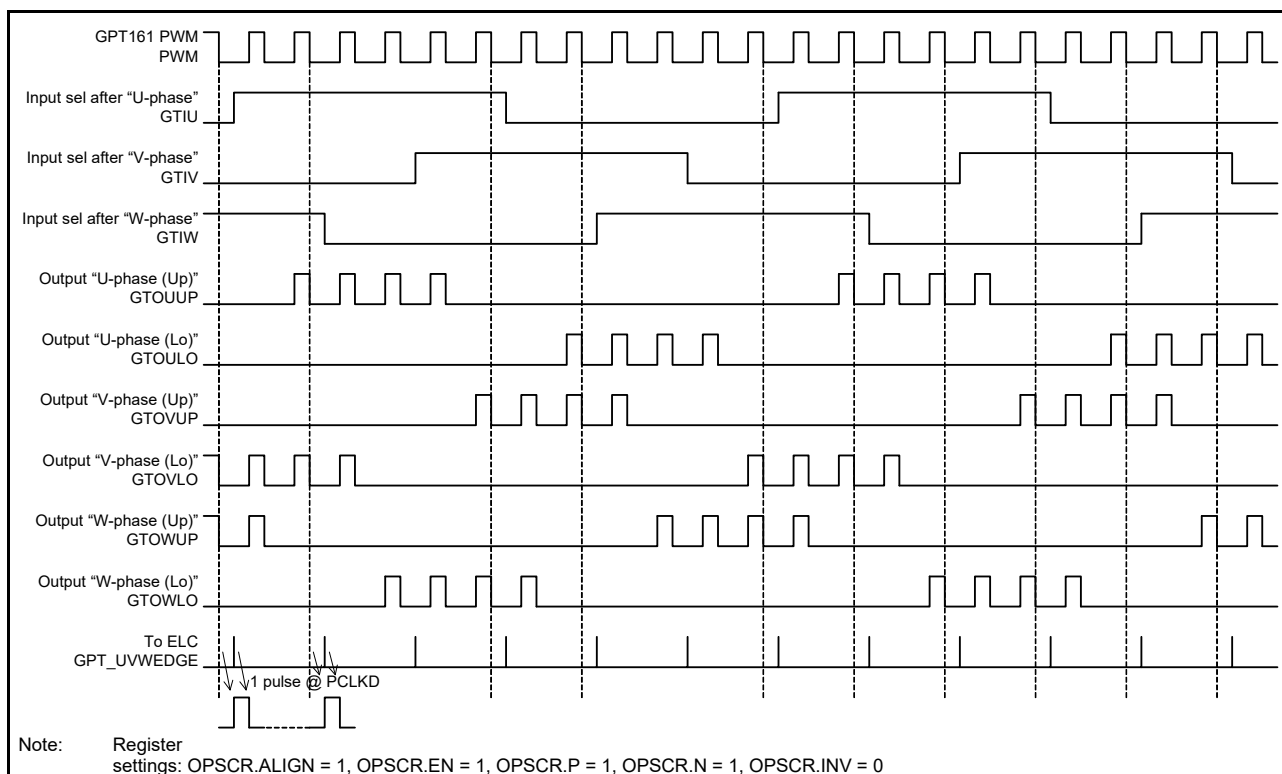 GPT161 PWM
PWM
Input sel after “U-phase”
GTIU
Input sel after “V-phase”
GTIV
Input sel after “W-phase”
GTIW
Output “U-phase (Up)”
GTOUUP
Output “U-phase (Lo)”
GTOULO
Output “V-phase (Up)”
GTOVUP
Output “V-phase (Lo)”
GTOVLO
Output “W-phase (Up)”
GTOWUP
Output “W-phase (Lo)”
GTOWLO
To ELC
GPT_UVWEDGE
1 pulse @ PCLKD
Note: Register
settings: OPSCR.ALIGN = 1, OPSCR.EN = 1, OPSCR.P = 1, OPSCR.N = 1, OPSCR.INV = 0